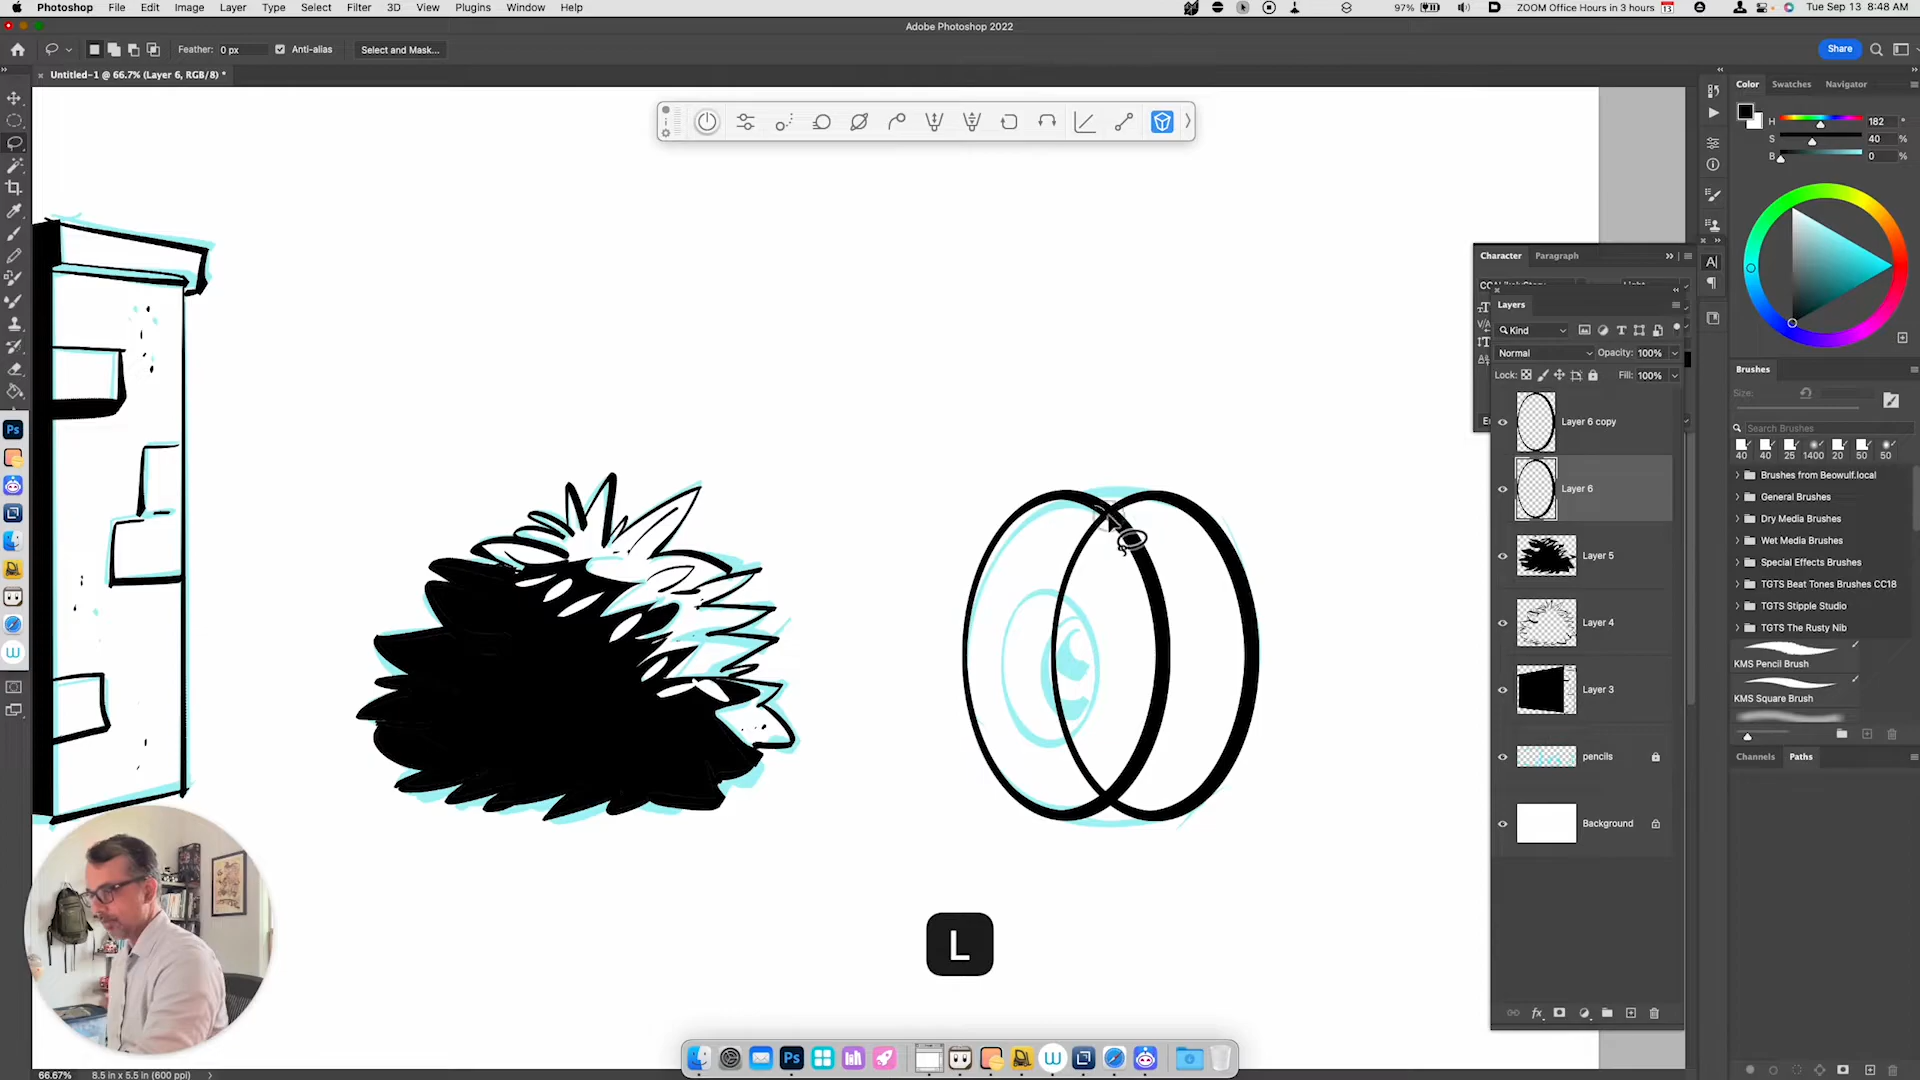 Photoshop File Edit Image Layer Type Select Filter 3D View Plugins Window Help
97% ZOOM Office Hours in 3 hours 13 Tue Sep 13 8:48 AM
Adobe Photoshop 2022
Feather: 0 px Anti-alias Select and Mask... Share
Untitled-1 @ 66.7% (Layer 6, RGB/8) *
Color Swatches Navigator
H 182 °
S 40 %
B 0 %
Character Paragraph
Layers
Kind
Normal Opacity: 100%
Lock: Fill: 100%
Layer 6 copy
Layer 6
Layer 5
Layer 4
Layer 3
pencils
Background
fx
Brushes
Size:
Search Brushes
40 40 25 1400 20 50 50
Brushes from Beowulf.local
General Brushes
Dry Media Brushes
Wet Media Brushes
Special Effects Brushes
TGTS Beat Tones Brushes CC18
TGTS Stipple Studio
TGTS The Rusty Nib
KMS Pencil Brush
KMS Square Brush
Channels Paths
Ps
W
L
Ps
W
66.67% 8.5 in x 5.5 in (600 ppi)